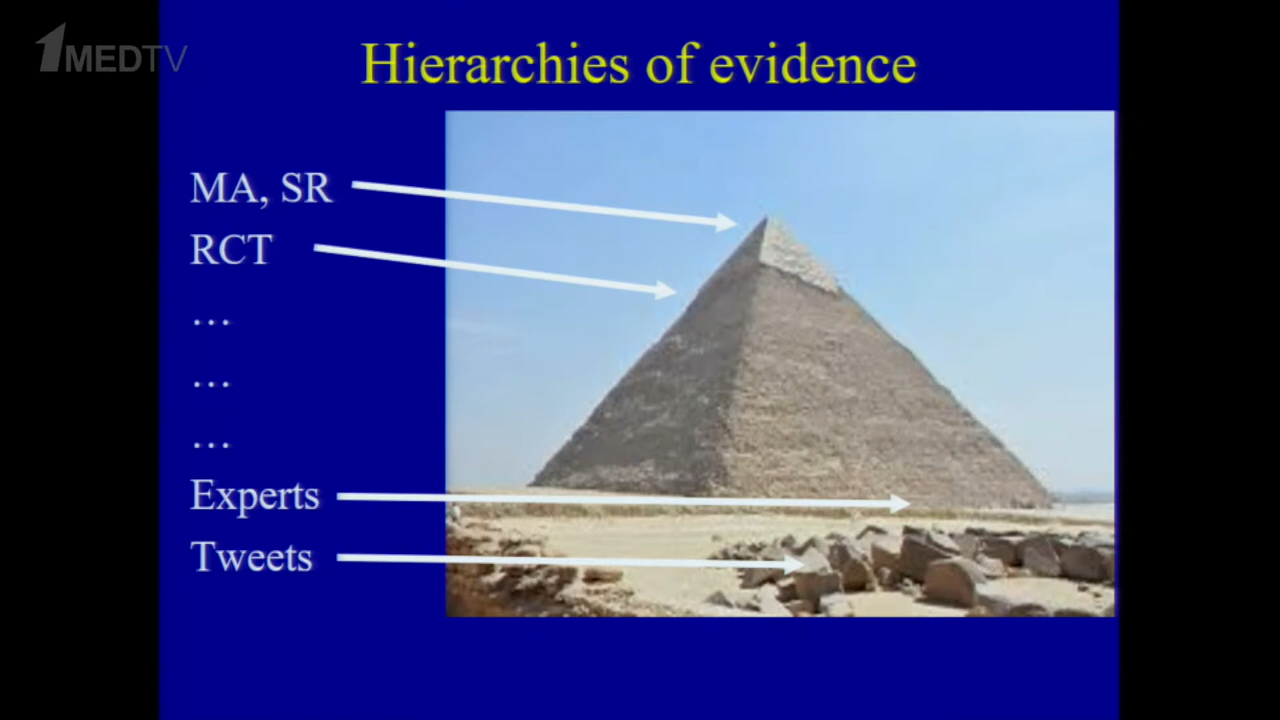 1MEDTV
Hierarchies of evidence
MA, SR
RCT
…
…
…
Experts
Tweets